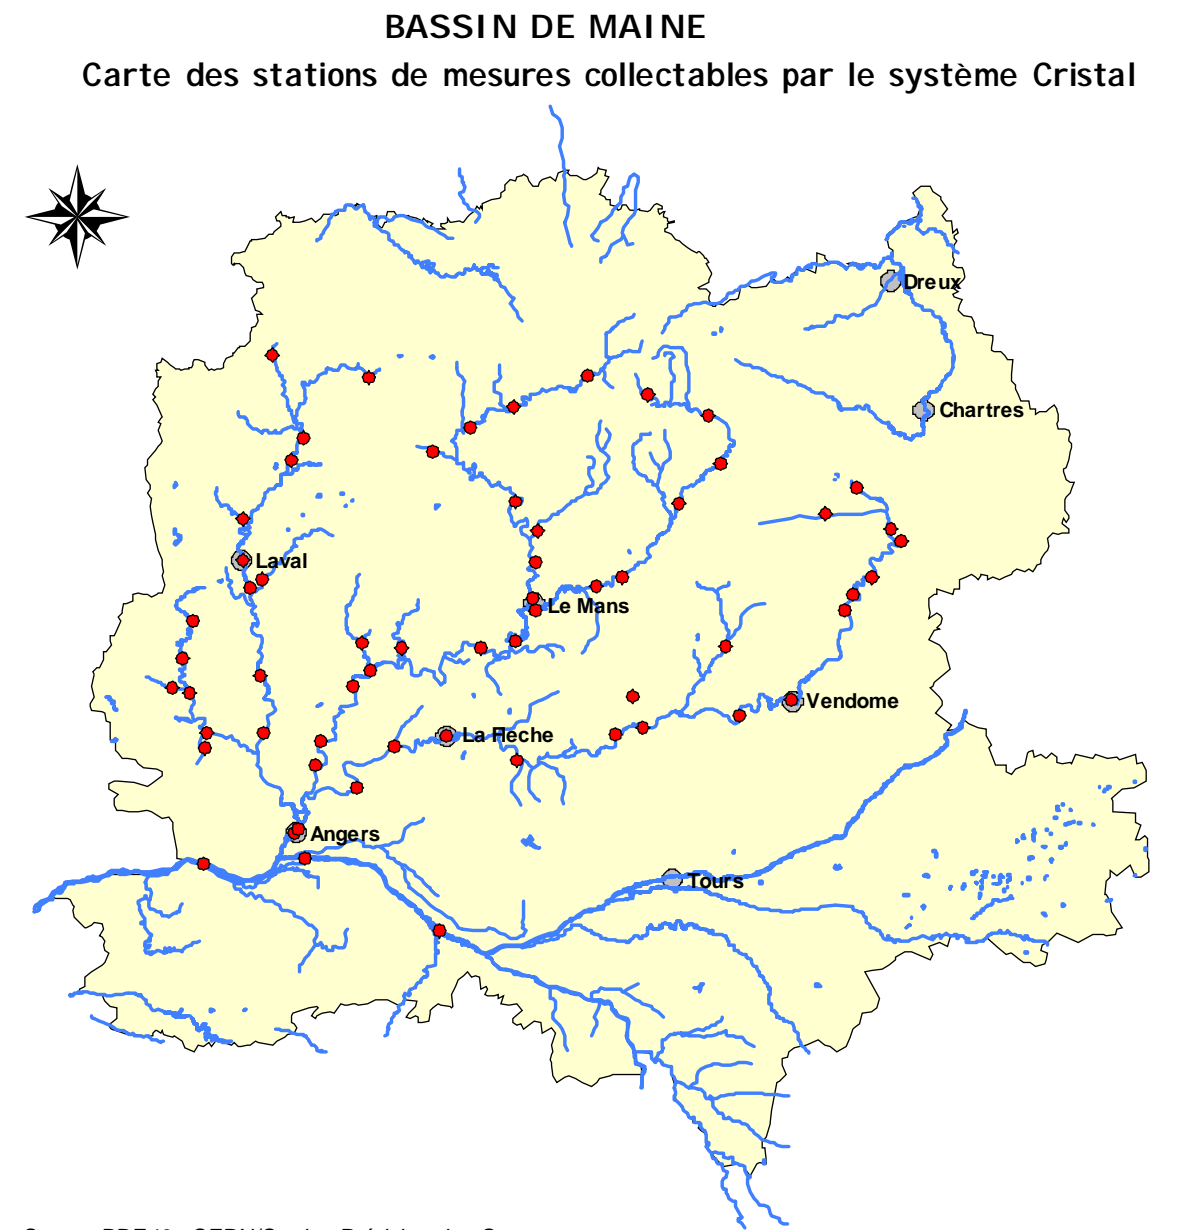 BASSIN DE MAINE
Carte des stations de mesures collectables par le système Cristal
Dreux
Chartres
Laval
Le Mans
Vendome
La Fleche
Angers
Tours